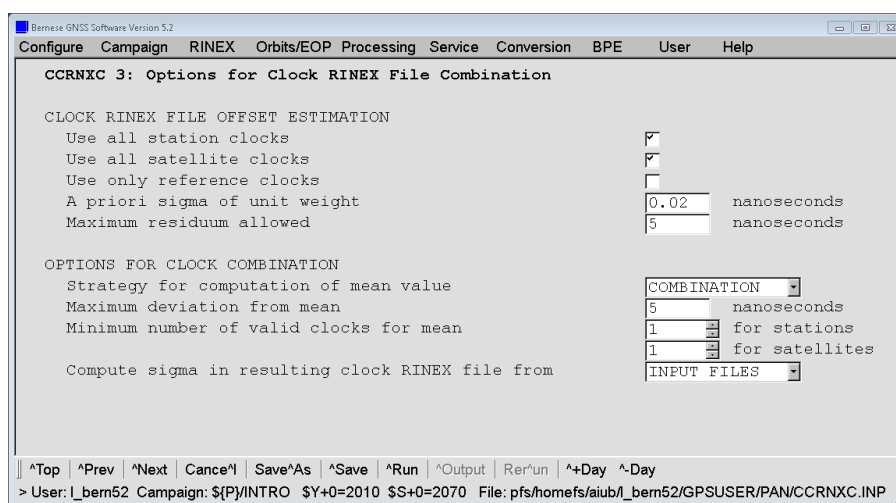 Bernese GNSS Software Version 5.2
Configure Campaign RINEX Orbits/EOP Processing Service Conversion BPE User Help
CCRNXC 3: Options for Clock RINEX File Combination
CLOCK RINEX FILE OFFSET ESTIMATION
Use all station clocks
Use all satellite clocks
Use only reference clocks
A priori sigma of unit weight 0.02 nanoseconds
Maximum residuum allowed 5 nanoseconds
OPTIONS FOR CLOCK COMBINATION
Strategy for computation of mean value COMBINATION
Maximum deviation from mean 5 nanoseconds
Minimum number of valid clocks for mean 1 for stations
1 for satellites
Compute sigma in resulting clock RINEX file from INPUT FILES
^Top ^Prev ^Next Cance^l Save^As ^Save ^Run ^Output Rer^un ^+Day ^-Day
> User: l_bern52 Campaign: ${P}/INTRO $Y+0=2010 $S+0=2070 File: pfs/homefs/aiub/l_bern52/GPSUSER/PAN/CCRNXC.INP